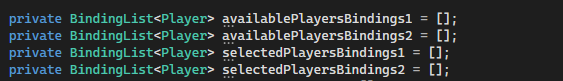 private BindingList<Player> availablePlayersBindings1 = [];
private BindingList<Player> availablePlayersBindings2 = [];
private BindingList<Player> selectedPlayersBindings1 = [];
private BindingList<Player> selectedPlayersBindings2 = [];